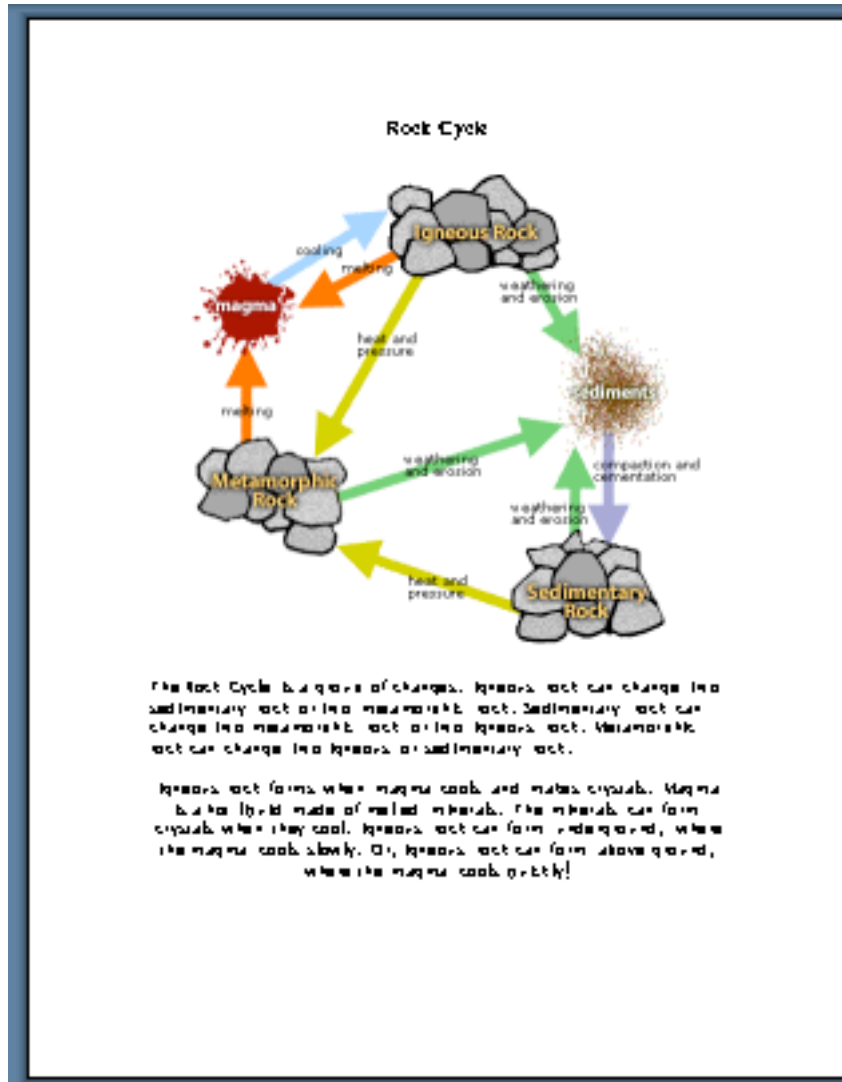 Rock Cycle
Igneous Rock
cooling
melting
magma
weathering
and erosion
heat and
pressure
sediments
melting
weathering
and erosion
compaction and
cementation
Metamorphic
Rock
weathering
and erosion
heat and
pressure
Sedimentary
Rock
The Rock Cycle is a group of changes. Igneous rock can change into
sedimentary rock or into metamorphic rock. Sedimentary rock can
change into metamorphic rock or into igneous rock. Metamorphic
rock can change into igneous or sedimentary rock.
Igneous rock forms when magma cools and makes crystals. Magma
is a hot liquid made of melted minerals. The minerals can form
crystals when they cool. Igneous rock can form underground, where
the magma cools slowly. Or, igneous rock can form above ground,
where the magma cools quickly!